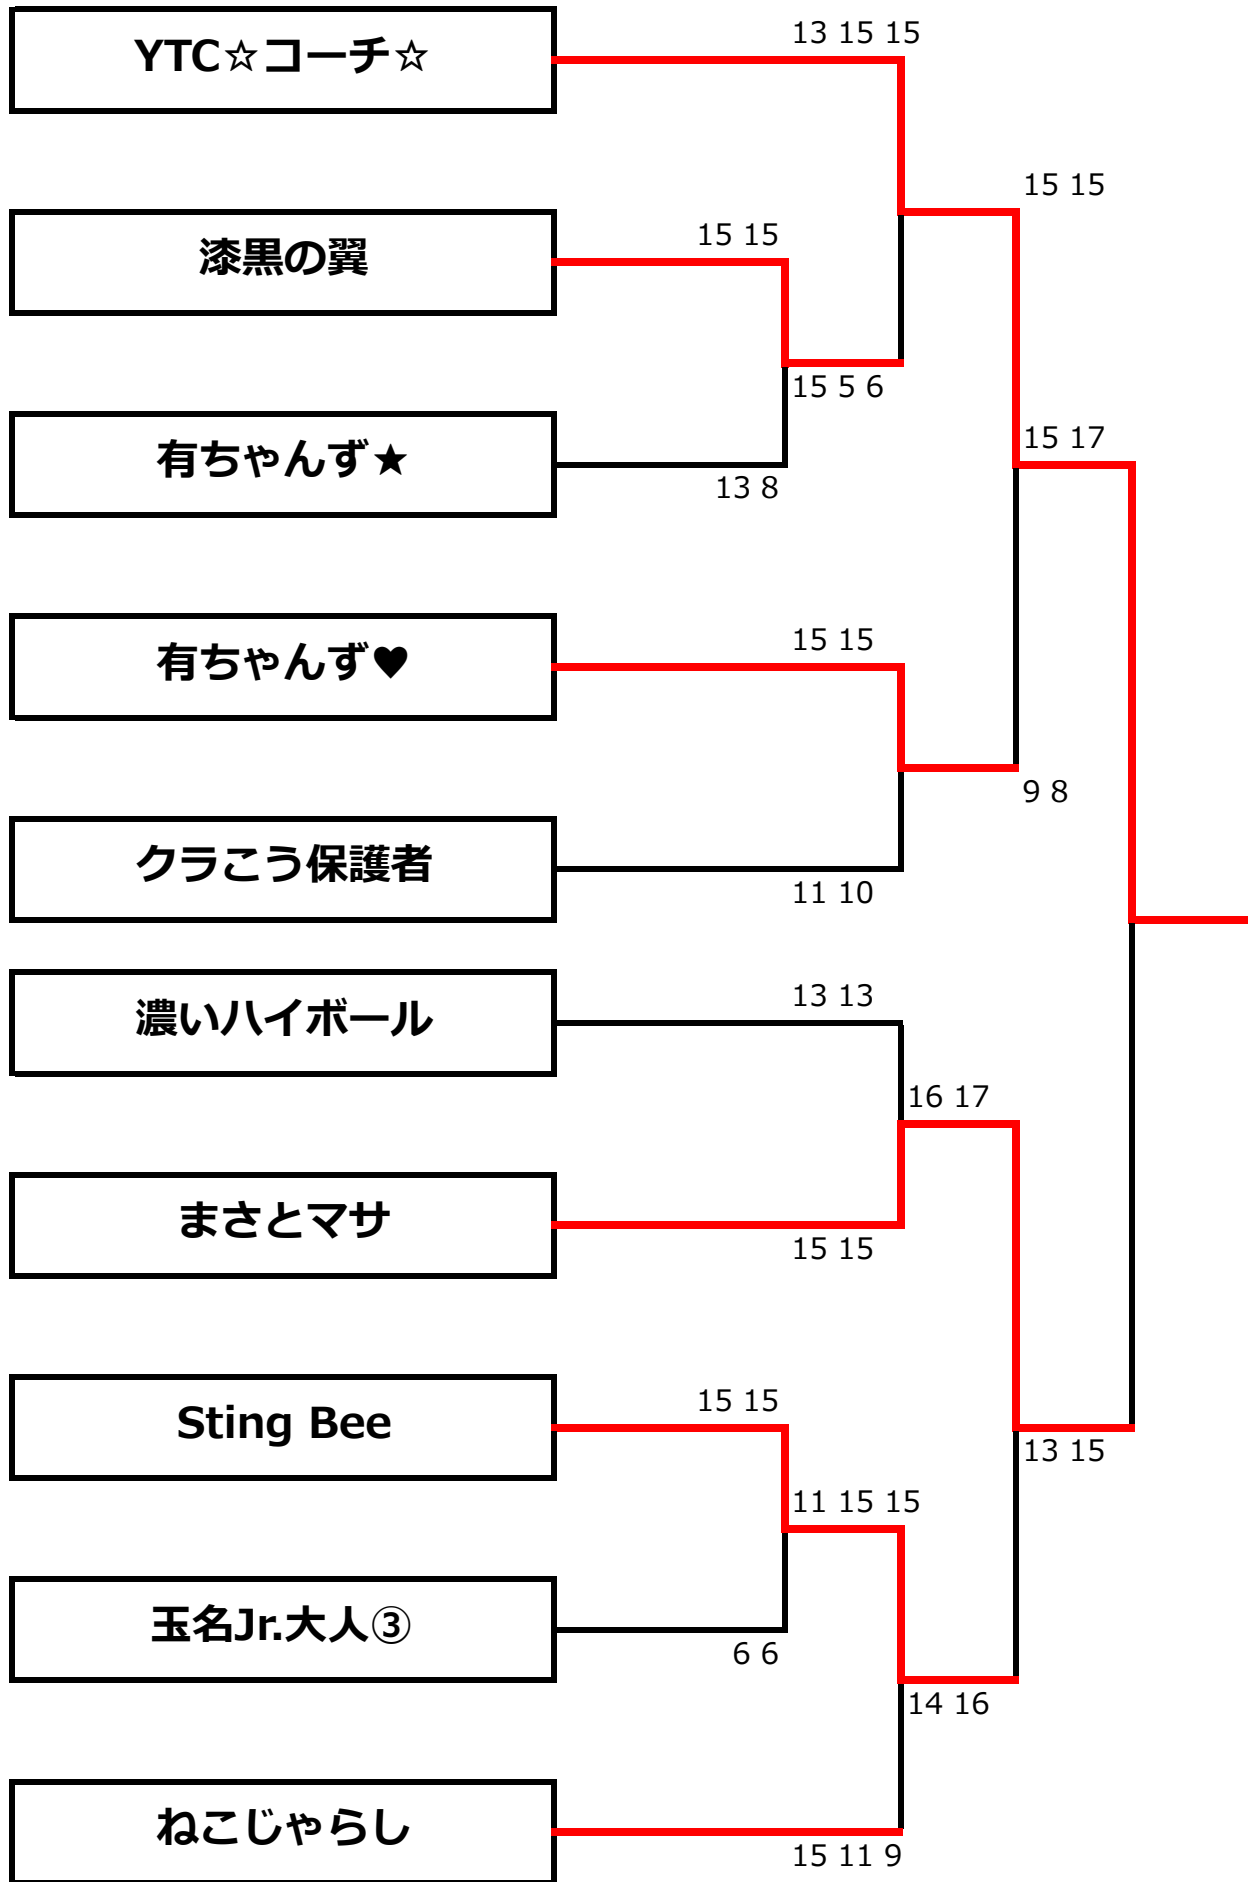 13 15 15
YTC☆コーチ☆
15 15
15 15
漆黒の翼
15 5 6
15 17
有ちゃんず★
13 8
15 15
有ちゃんず♥
9 8
クラこう保護者
11 10
13 13
濃いハイボール
16 17
まさとマサ
15 15
15 15
Sting Bee
13 15
11 15 15
玉名Jr.大人③
6 6
14 16
ねこじゃらし
15 11 9